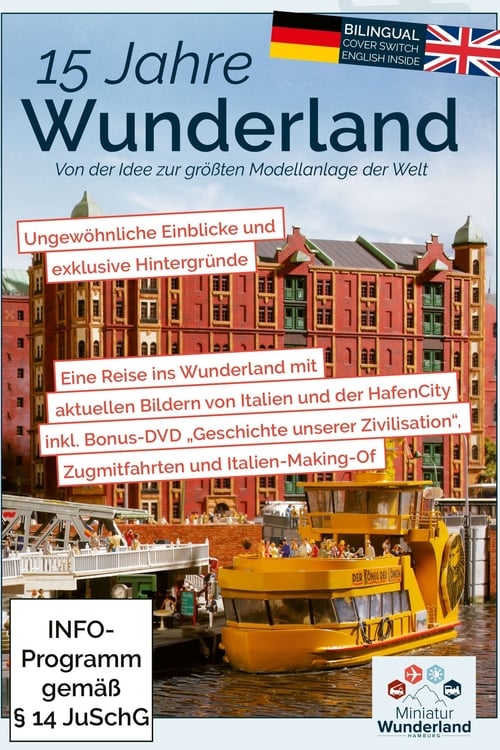 BILINGUAL
COVER SWITCH
ENGLISH INSIDE
15 Jahre
Wunderland
Von der Idee zur größten Modellanlage der Welt
Ungewöhnliche Einblicke und
exklusive Hintergründe
Eine Reise ins Wunderland mit
aktuellen Bildern von Italien und der HafenCity
inkl. Bonus-DVD „Geschichte unserer Zivilisation“,
Zugmitfahrten und Italien-Making-Of
DER KÖNIG DER LÖWEN
INFO-
Programm
gemäß
§ 14 JuSchG
Miniatur
Wunderland
HAMBURG